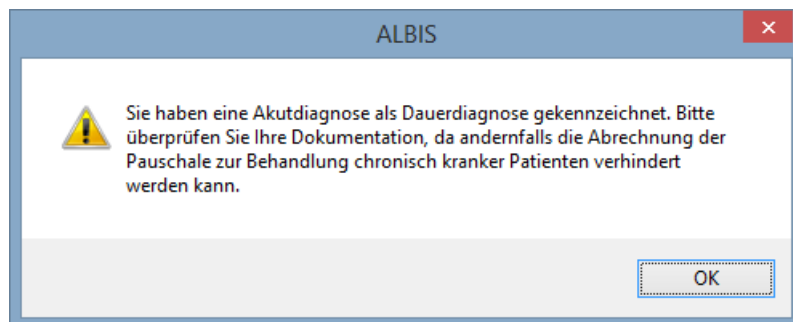 ALBIS
Sie haben eine Akutdiagnose als Dauerdiagnose gekennzeichnet. Bitte
überprüfen Sie Ihre Dokumentation, da andernfalls die Abrechnung der
Pauschale zur Behandlung chronisch kranker Patienten verhindert
werden kann.
OK